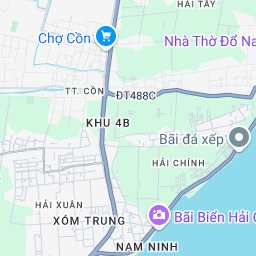 HẢI TÂY
Chợ Cồn
Nhà Thờ Đổ Na
TT. CỒN
ĐT488C
KHU 4B
Bãi đá xếp
HẢI CHÍNH
HẢI XUÂN
XÓM TRUNG
Bãi Biển Hải
NAM NINH